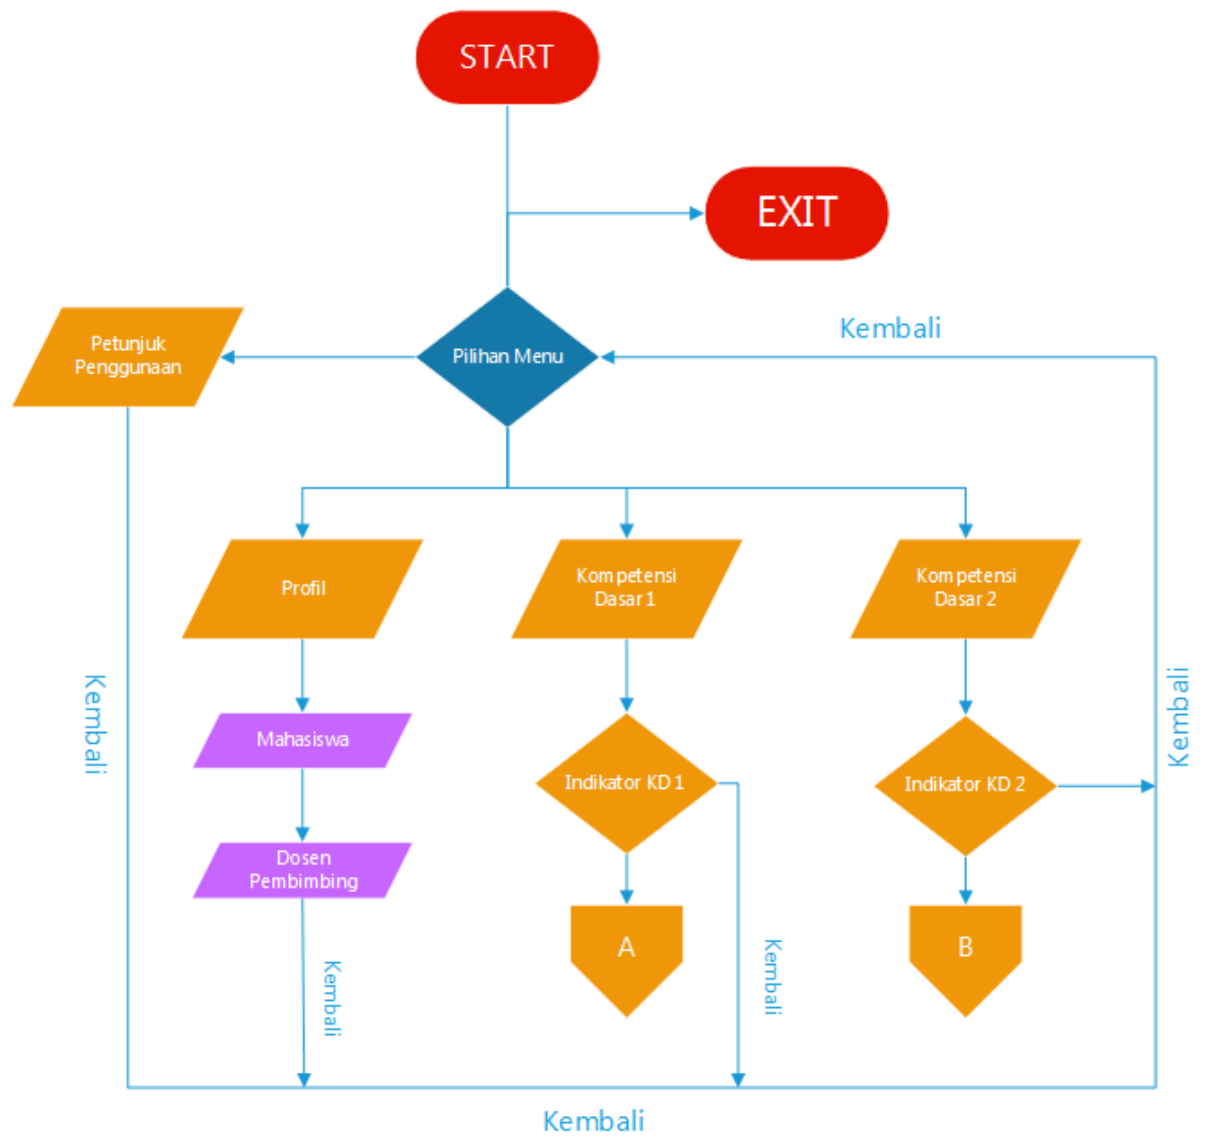 START
EXIT
Kembali
Petunjuk
Penggunaan
Pilihan Menu
Profil
Kompetensi
Dasar 1
Kompetensi
Dasar 2
Kembali
Kembali
Mahasiswa
Indikator KD 1
Indikator KD 2
Dosen
Pembimbing
A
B
Kembali
Kembali
Kembali